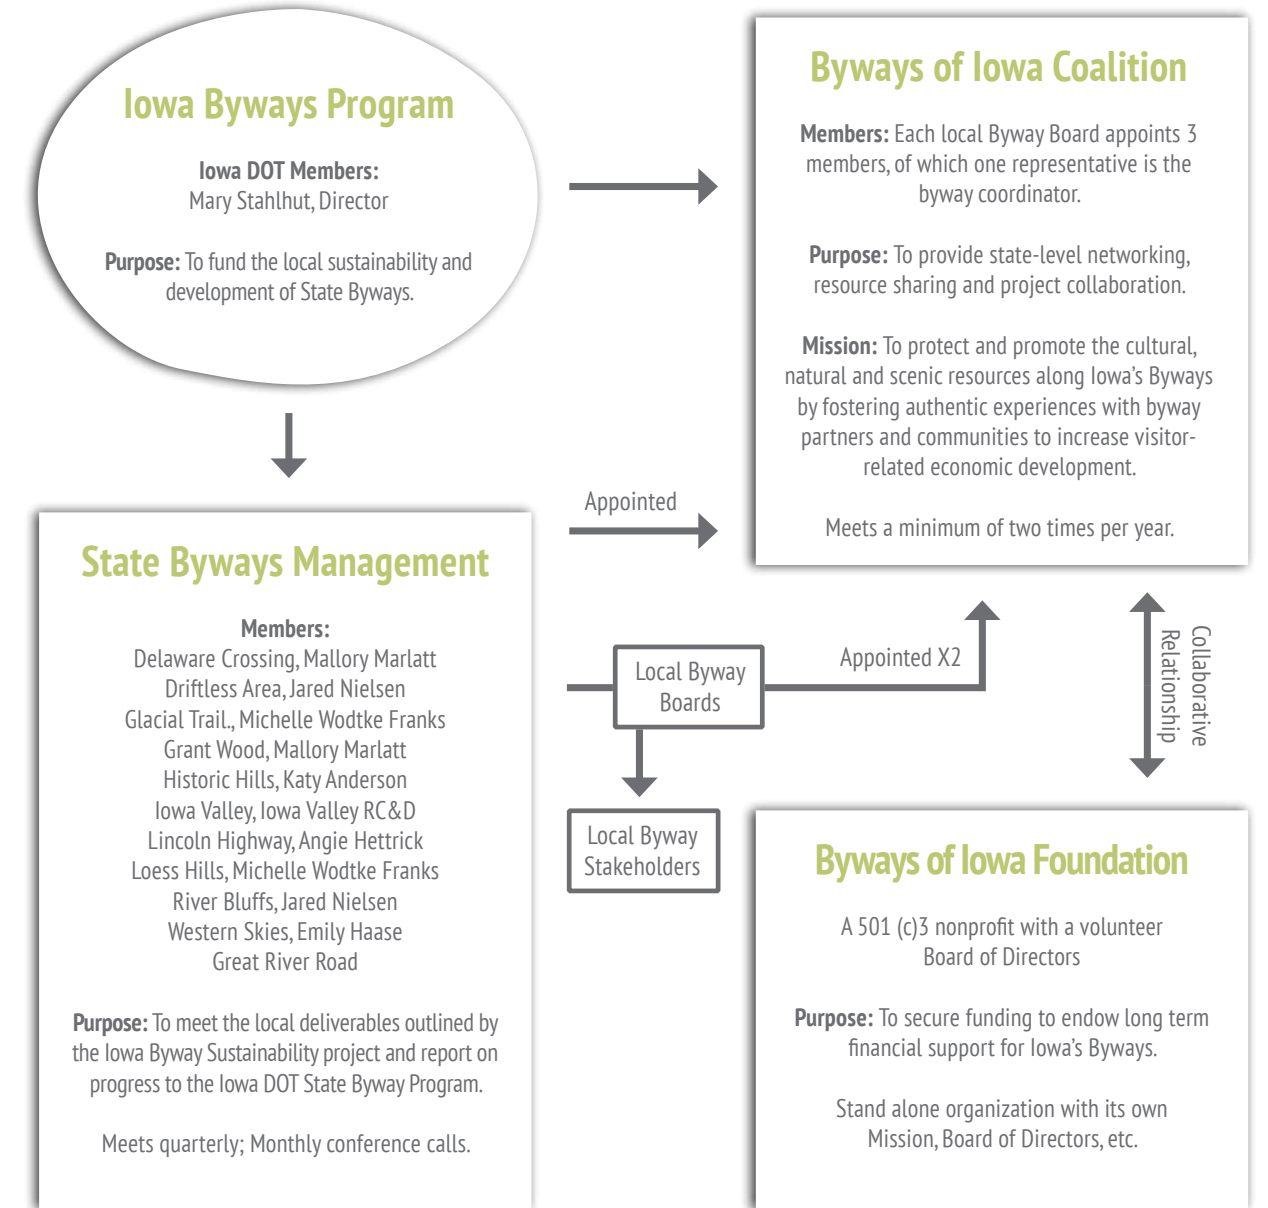 Iowa Byways Program
Iowa DOT Members:
Mary Stahlhut, Director
Purpose: To fund the local sustainability and
development of State Byways.
Byways of Iowa Coalition
Members: Each local Byway Board appoints 3
members, of which one representative is the
byway coordinator.
Purpose: To provide state-level networking,
resource sharing and project collaboration.
Mission: To protect and promote the cultural,
natural and scenic resources along Iowa's Byways
by fostering authentic experiences with byway
partners and communities to increase visitor-
related economic development.
Meets a minimum of two times per year.
Appointed
State Byways Management
Members:
Delaware Crossing, Mallory Marlatt
Driftless Area, Jared Nielsen
Glacial Trail., Michelle Wodtke Franks
Grant Wood, Mallory Marlatt
Historic Hills, Katy Anderson
Iowa Valley, Iowa Valley RC&D
Lincoln Highway, Angie Hettrick
Loess Hills, Michelle Wodtke Franks
River Bluffs, Jared Nielsen
Western Skies, Emily Haase
Great River Road
Purpose: To meet the local deliverables outlined by
the Iowa Byway Sustainability project and report on
progress to the Iowa DOT State Byway Program.
Meets quarterly; Monthly conference calls.
Local Byway
Boards
Appointed X2
Collaborative
Relationship
Local Byway
Stakeholders
Byways of Iowa Foundation
A 501 (c)3 nonprofit with a volunteer
Board of Directors
Purpose: To secure funding to endow long term
financial support for Iowa's Byways.
Stand alone organization with its own
Mission, Board of Directors, etc.